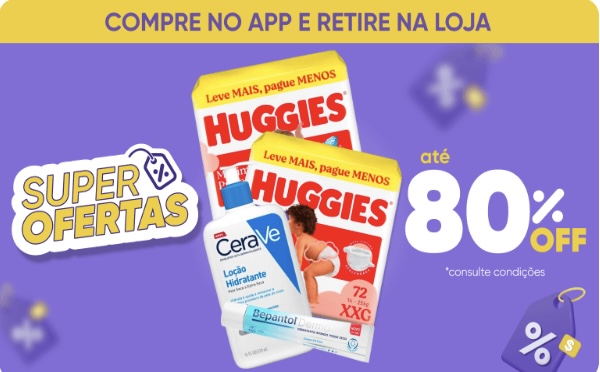 COMPRE NO APP E RETIRE NA LOJA
SUPER
OFERTAS
Leve MAIS, pague MENOS
HUGGIES
Leve MAIS, pague MENOS
HUGGIES
72
XXG
CeraVe
Loção
Hidratante
Bepantol Derma
até
80%
OFF
*consulte condições